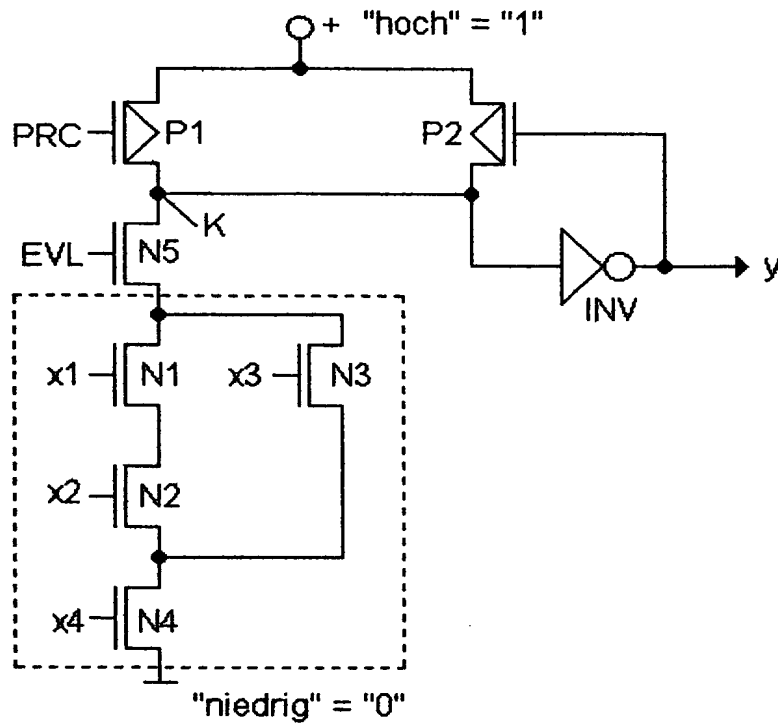 + "hoch" = "1"
PRC
P1
P2
K
EVL
N5
y
INV
x1
N1
x3
N3
x2
N2
x4
N4
"niedrig" = "0"